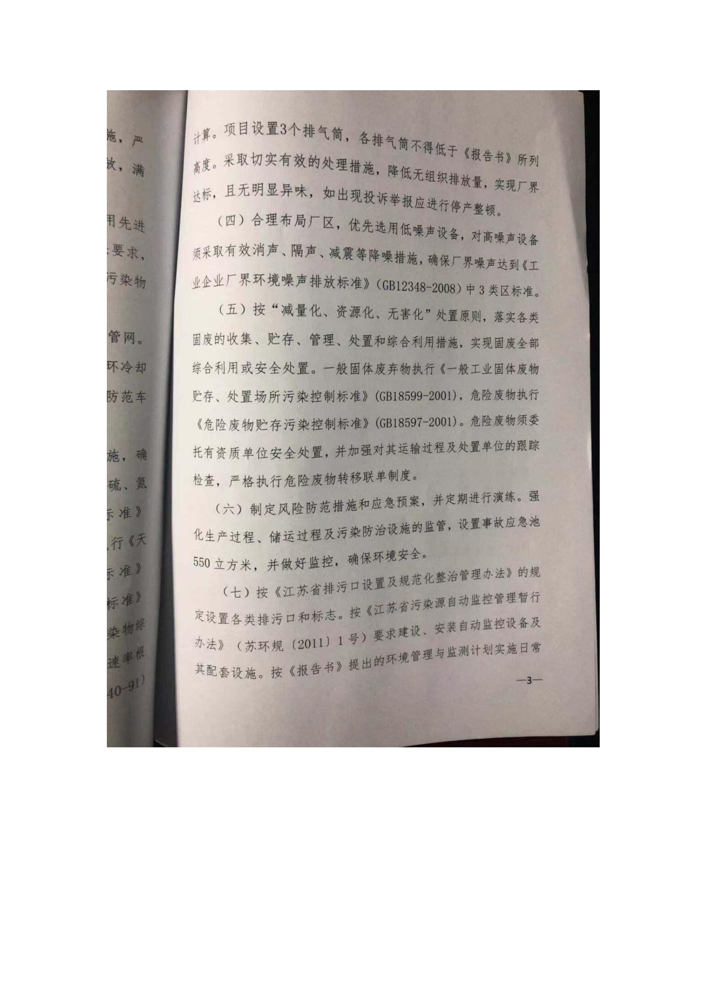 施，严
放，满
用先进
要求，
污染物
管网。
环冷却
防范车
施，确
硫、氮
标准》
行《天
标准》
标准》
染物综
速率根
40-91）
计算。项目设置3个排气筒，各排气筒不得低于《报告书》所列
高度。采取切实有效的处理措施，降低无组织排放量，实现厂界
达标，且无明显异味，如出现投诉举报应进行停产整顿。
（四）合理布局厂区，优先选用低噪声设备，对高噪声设备
须采取有效消声、隔声、减震等降噪措施，确保厂界噪声达到《工
业企业厂界环境噪声排放标准》（GB12348-2008）中3类区标准。
（五）按“减量化、资源化、无害化”处置原则，落实各类
固废的收集、贮存、管理、处置和综合利用措施，实现固废全部
综合利用或安全处置。一般固体废弃物执行《一般工业固体废物
贮存、处置场所污染控制标准》(GB18599-2001)，危险废物执行
《危险废物贮存污染控制标准》(GB18597-2001)。危险废物须委
托有资质单位安全处置，并加强对其运输过程及处置单位的跟踪
检查，严格执行危险废物转移联单制度。
（六）制定风险防范措施和应急预案，并定期进行演练。强
化生产过程、储运过程及污染防治设施的监管，设置事故应急池
550立方米，并做好监控，确保环境安全。
（七）按《江苏省排污口设置及规范化整治管理办法》的规
定设置各类排污口和标志。按《江苏省污染源自动监控管理暂行
办法》（苏环规〔2011〕1号）要求建设、安装自动监控设备及
其配套设施。按《报告书》提出的环境管理与监测计划实施日常
—3—